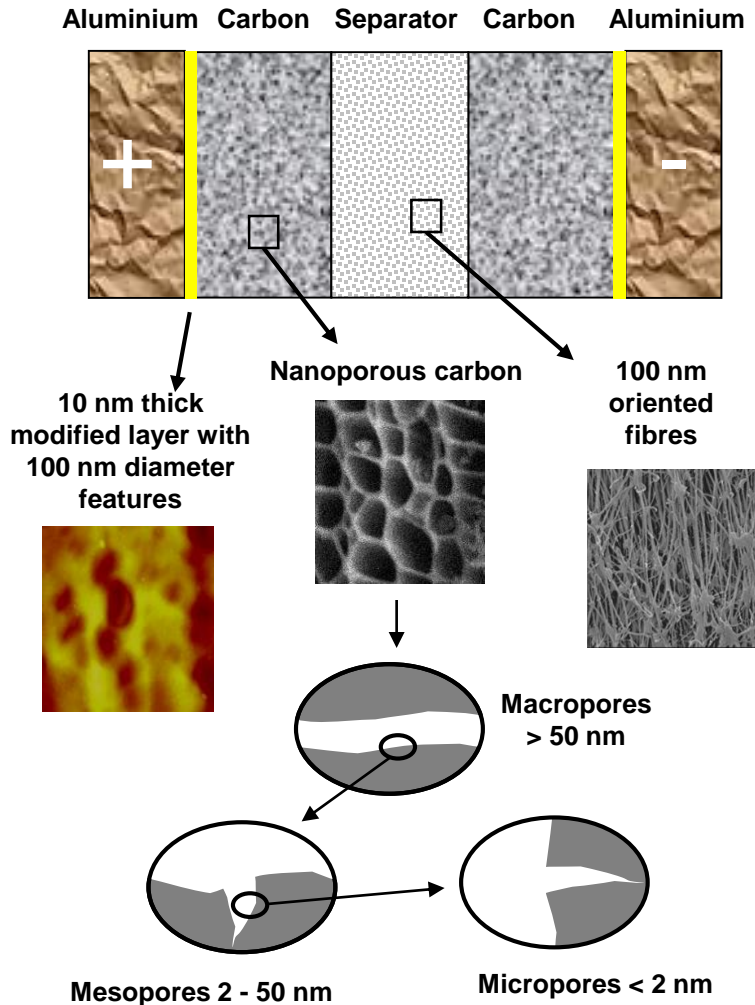 Aluminium Carbon Separator Carbon Aluminium
+ -
Nanoporous carbon
10 nm thick
modified layer with
100 nm diameter
features
100 nm
oriented
fibres
Macropores
> 50 nm
Mesopores 2 - 50 nm
Micropores < 2 nm